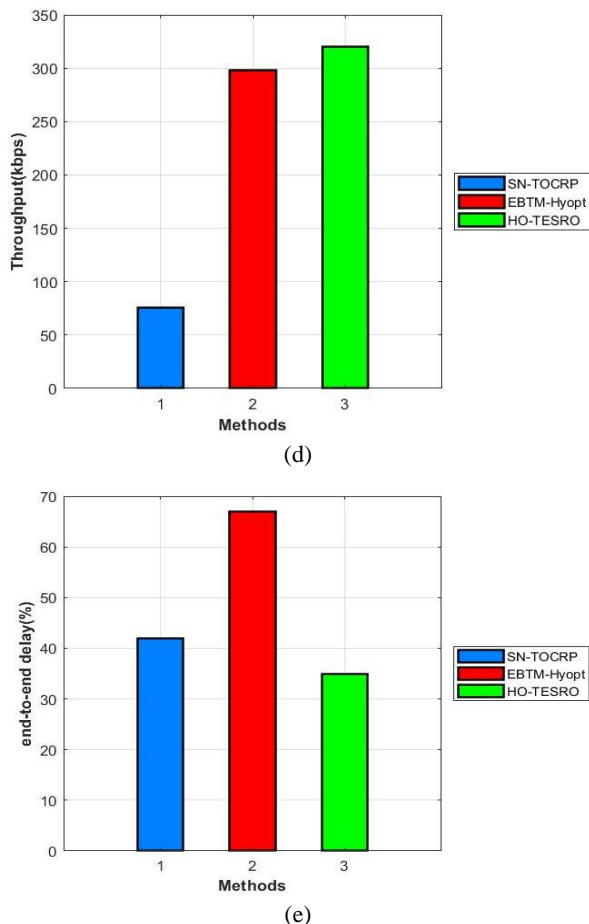 350
300
250
200
150
100
50
0
Throughput(kbps)
1 2 3
Methods
SN-TOCRP
EBTM-Hyopt
HO-TESRO
(d)
70
60
50
40
30
20
10
0
end-to-end delay(%)
1 2 3
Methods
SN-TOCRP
EBTM-Hyopt
HO-TESRO
(e)